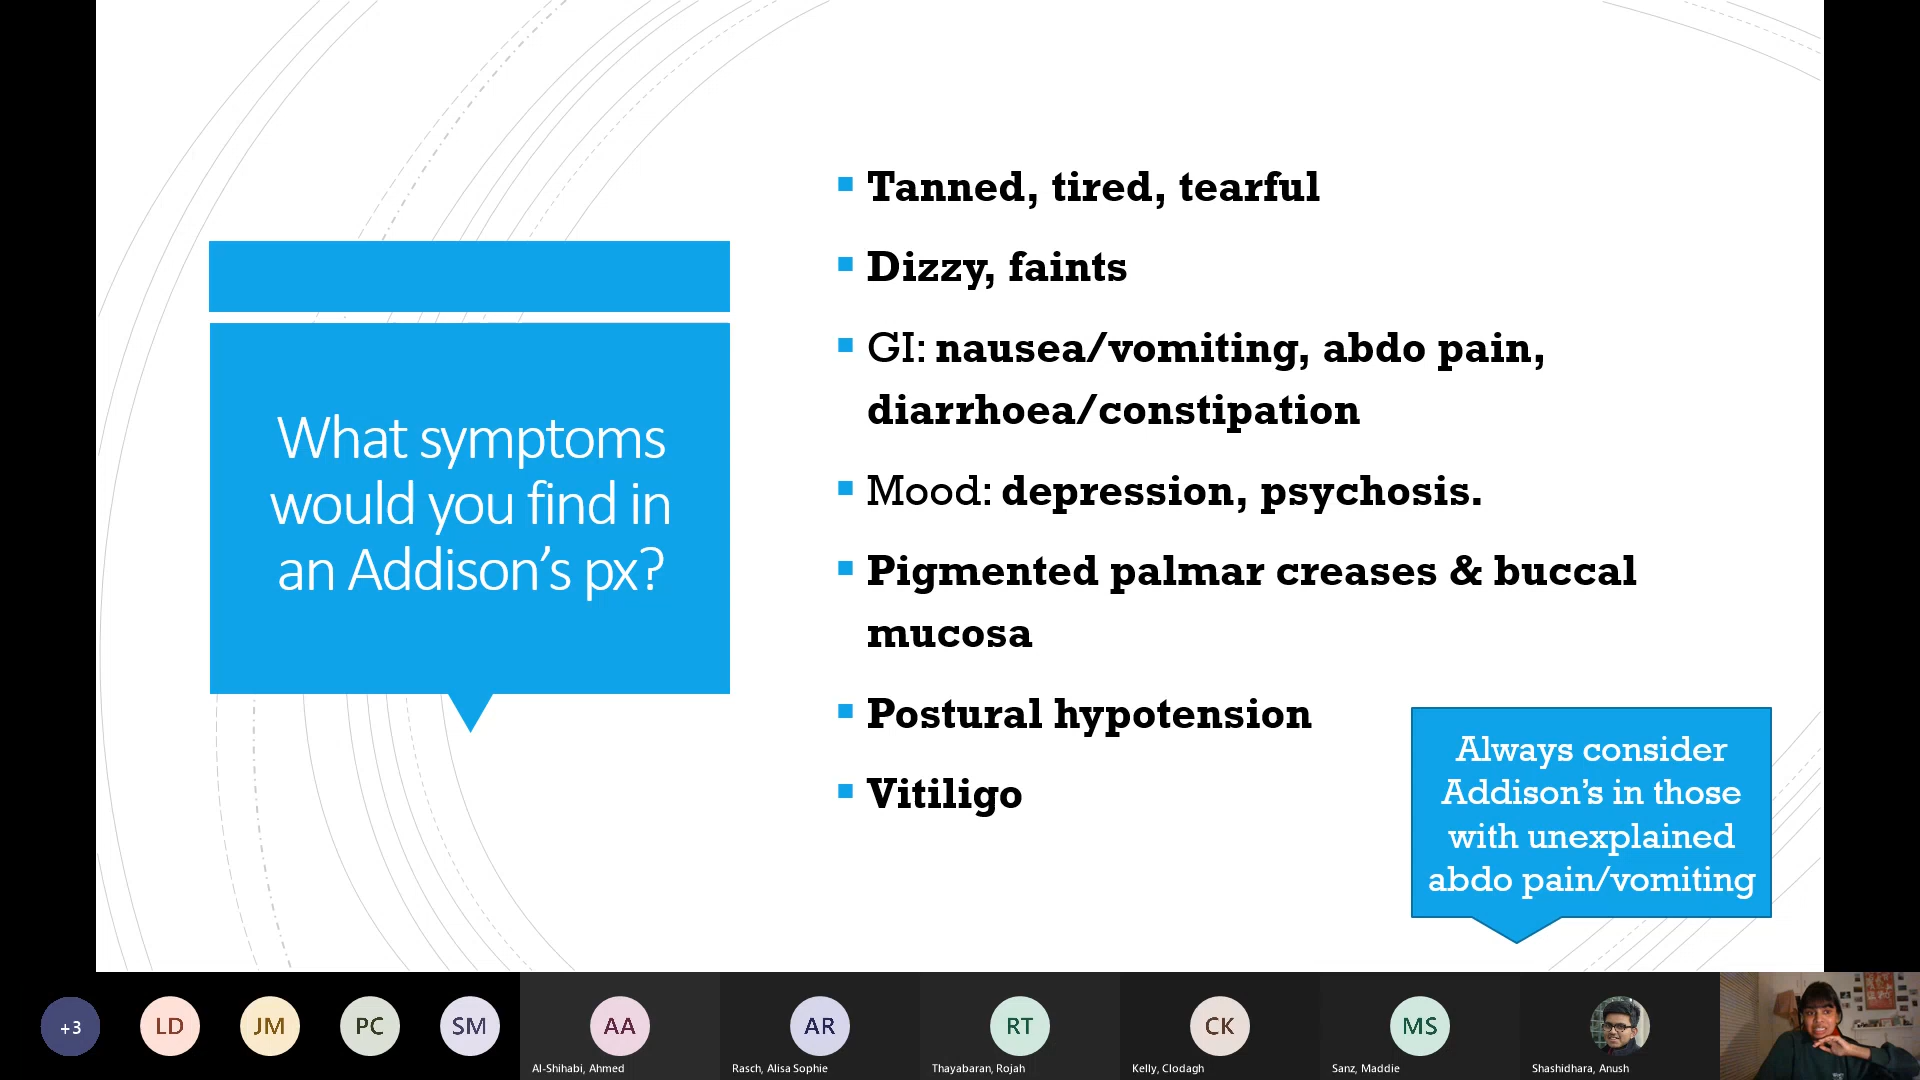 What symptoms
would you find in
an Addison's px?
Tanned, tired, tearful
Dizzy, faints
GI: nausea/vomiting, abdo pain,
diarrhoea/constipation
Mood: depression, psychosis.
Pigmented palmar creases & buccal
mucosa
Postural hypotension
Vitiligo
Always consider
Addison's in those
with unexplained
abdo pain/vomiting
+3
LD
JM
PC
SM
AA
AR
RT
CK
MS
Al-Shihabi, Ahmed
Rasch, Alisa Sophie
Thayabaran, Rojah
Kelly, Clodagh
Sanz, Maddie
Shashidhara, Anush